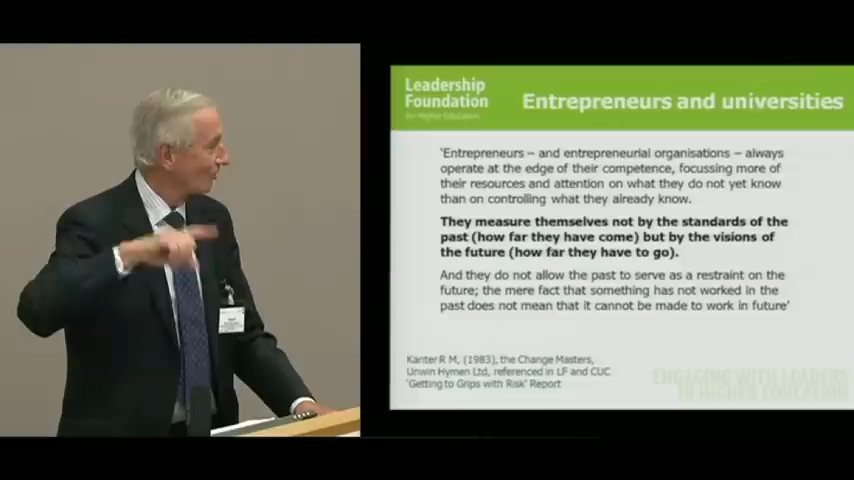 Leadership
Foundation
for Higher Education
Entrepreneurs and universities
'Entrepreneurs – and entrepreneurial organisations – always
operate at the edge of their competence, focussing more of
their resources and attention on what they do not yet know
than on controlling what they already know.
They measure themselves not by the standards of the
past (how far they have come) but by the visions of
the future (how far they have to go).
And they do not allow the past to serve as a restraint on the
future; the mere fact that something has not worked in the
past does not mean that it cannot be made to work in future'
Kanter R M, (1983), the Change Masters,
Unwin Hymen Ltd, referenced in LF and CUC
'Getting to Grips with Risk' Report
ENGAGING WITH LEADERS
IN HIGHER EDUCATION